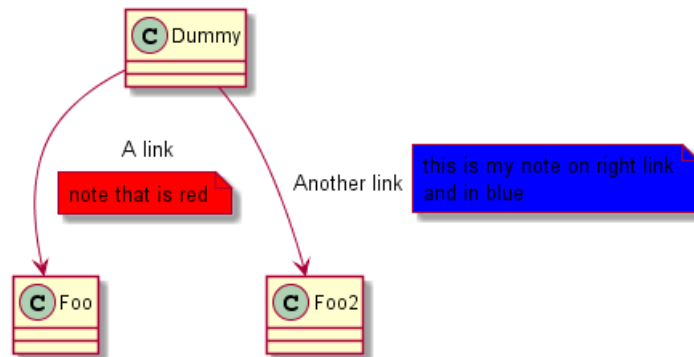 C Dummy
A link
note that is red
Another link
this is my note on right link
and in blue
C Foo
C Foo2